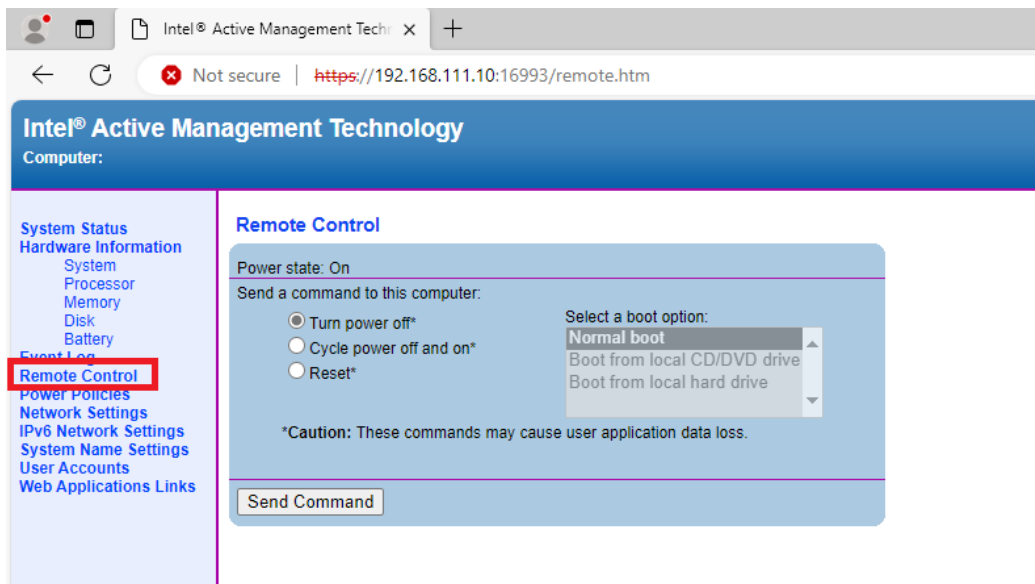 Intel® Active Management Techn
Not secure | https://192.168.111.10:16993/remote.htm
Intel® Active Management Technology
Computer:
System Status
Hardware Information
System
Processor
Memory
Disk
Battery
Event Log
Remote Control
Power Policies
Network Settings
IPv6 Network Settings
System Name Settings
User Accounts
Web Applications Links
Remote Control
Power state: On
Send a command to this computer:
Turn power off*
Cycle power off and on*
Reset*
Select a boot option:
Normal boot
Boot from local CD/DVD drive
Boot from local hard drive
*Caution: These commands may cause user application data loss.
Send Command